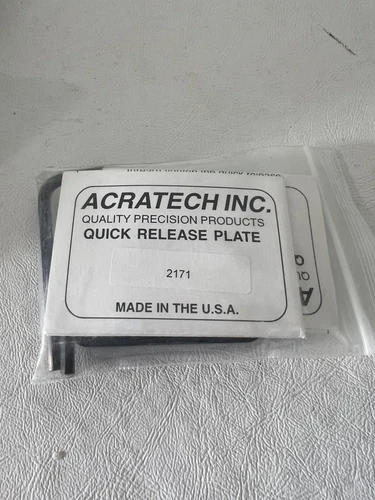 ACRATECH INC.
QUALITY PRECISION PRODUCTS
QUICK RELEASE PLATE
2171
MADE IN THE U.S.A.